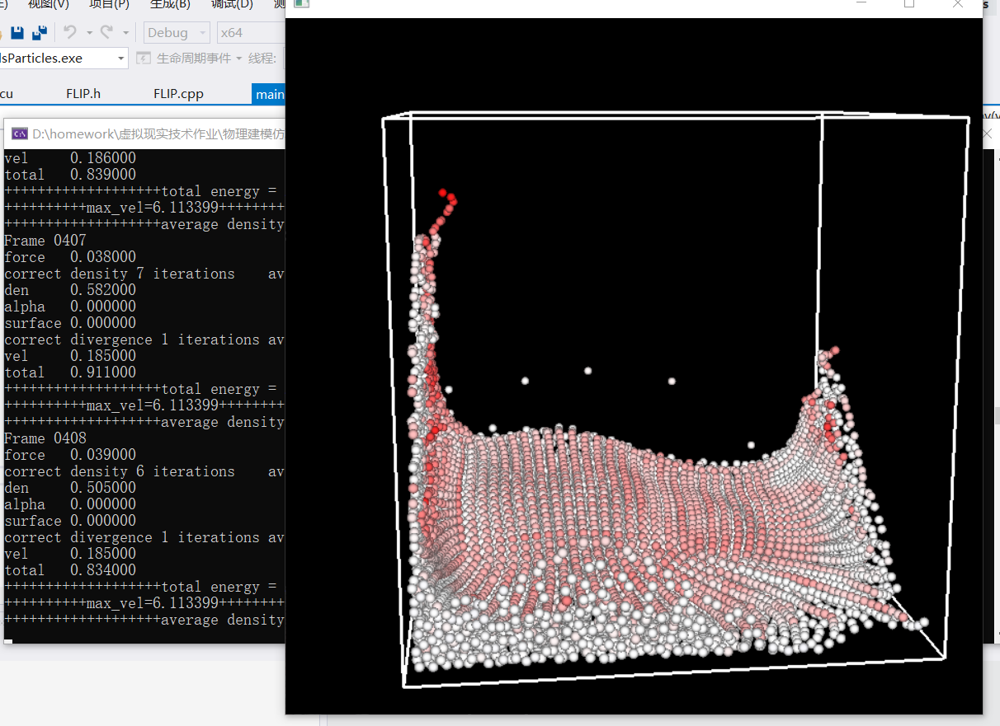 视图(V) 项目(P) 生成(B) 调试(D)
Debug x64
lsParticles.exe 生命周期事件 线程:
cu FLIP.h FLIP.cpp main
D:\homework\虚拟现实技术作业\物理建模仿
vel 0.186000
total 0.839000
+++++++++++++++++++total energy =
++++++++++max_vel=6.113399++++++++
+++++++++++++++++++average density
Frame 0407
force 0.038000
correct density 7 iterations av
den 0.582000
alpha 0.000000
surface 0.000000
correct divergence 1 iterations av
vel 0.185000
total 0.911000
+++++++++++++++++++total energy =
++++++++++max_vel=6.113399++++++++
+++++++++++++++++++average density
Frame 0408
force 0.039000
correct density 6 iterations av
den 0.505000
alpha 0.000000
surface 0.000000
correct divergence 1 iterations av
vel 0.185000
total 0.834000
+++++++++++++++++++total energy =
++++++++++max_vel=6.113399++++++++
+++++++++++++++++++average density